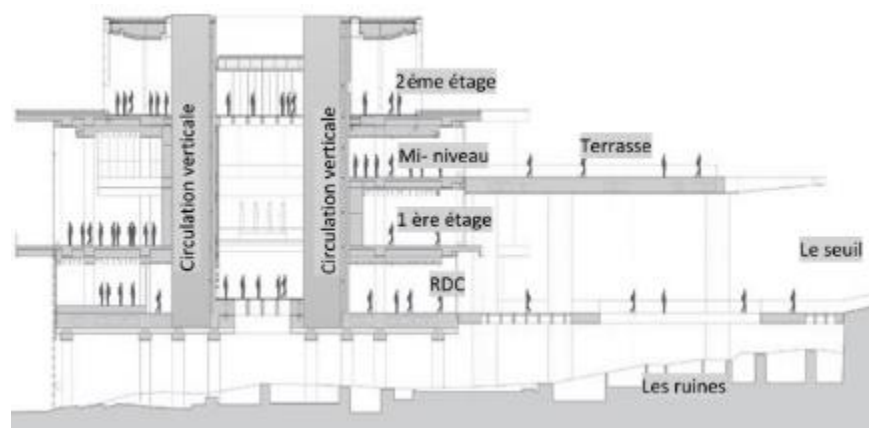 2ème étage
Circulation verticale
Circulation verticale
Mi- niveau
Terrasse
1 ère étage
Le seuil
RDC
Les ruines